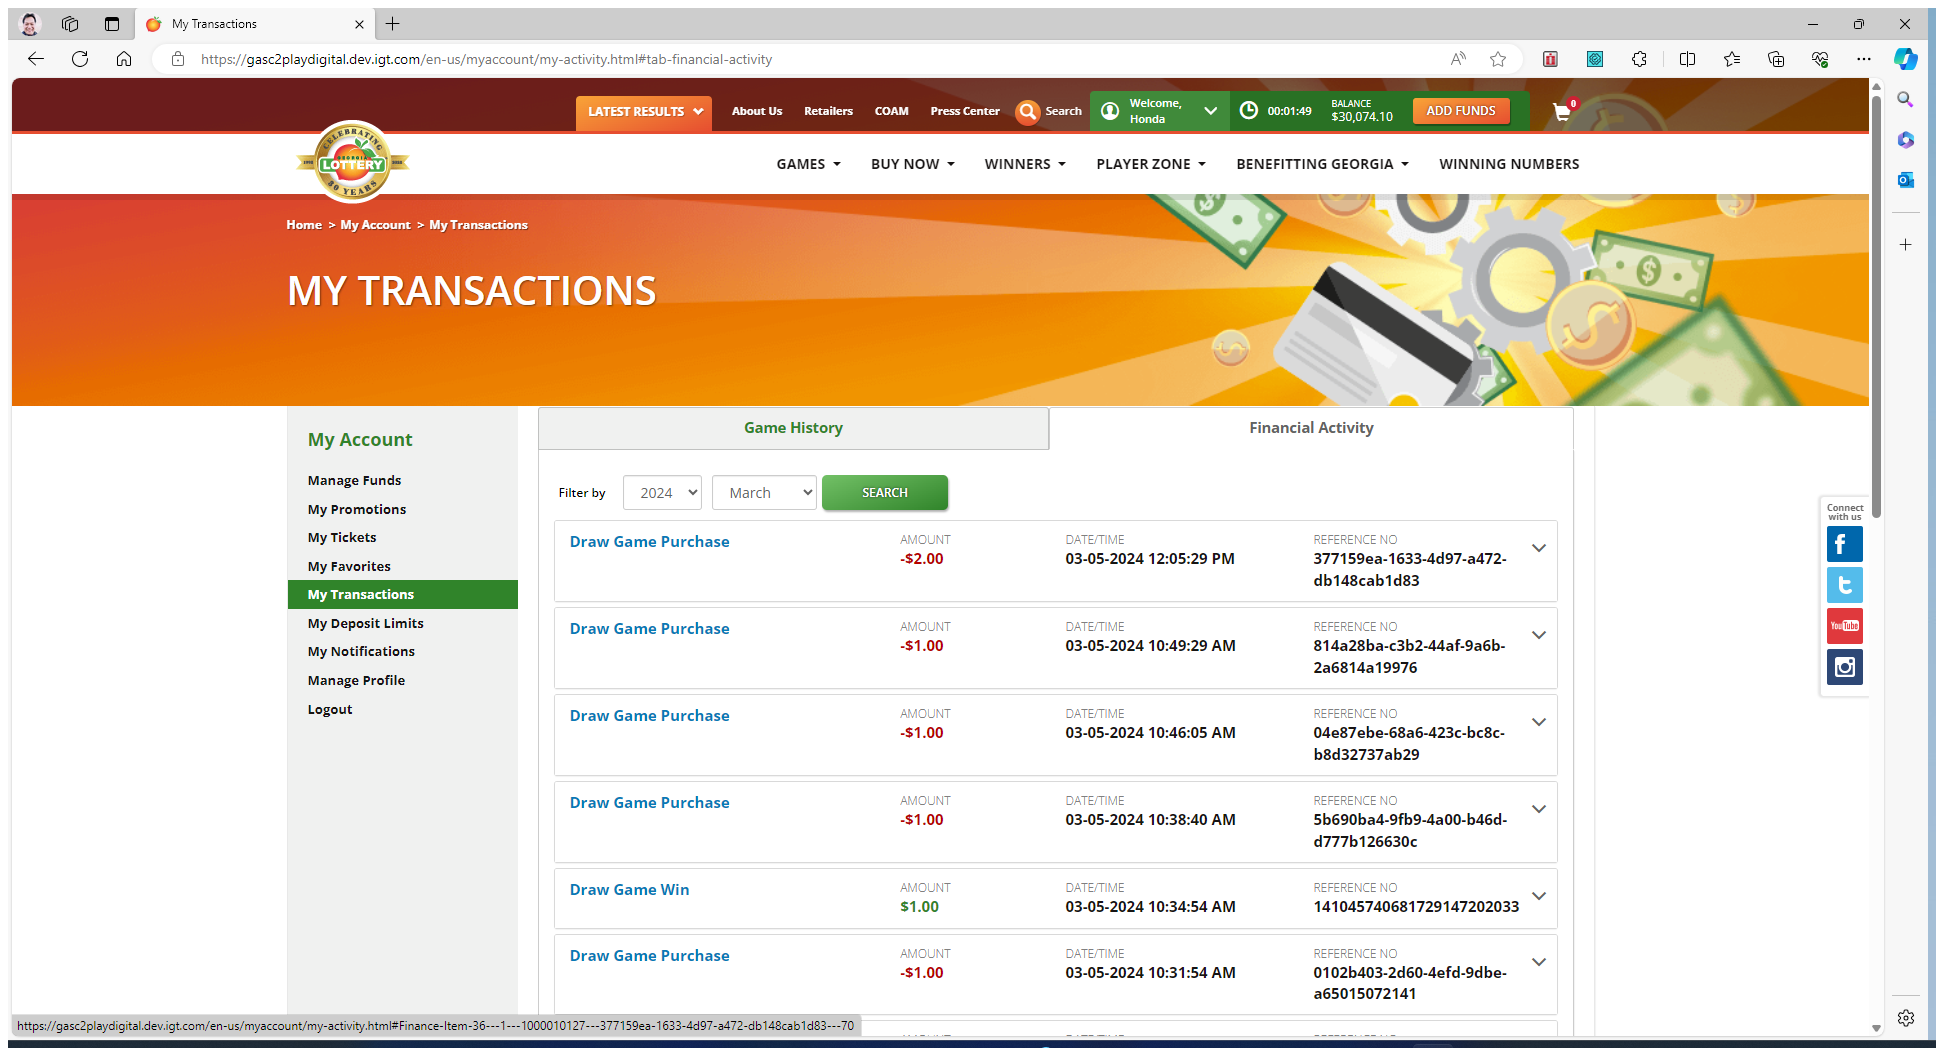 My Transactions
https://gasc2playdigital.dev.igt.com/en-us/myaccount/my-activity.html#tab-financial-activity
LATEST RESULTS
About Us
Retailers
COAM
Press Center
Search
Welcome,
Honda
00:01:49
BALANCE
$30,074.10
ADD FUNDS
0
CELEBRATING
GEORGIA
LOTTERY
30 YEARS
GAMES
BUY NOW
WINNERS
PLAYER ZONE
BENEFITTING GEORGIA
WINNING NUMBERS
Home > My Account > My Transactions
MY TRANSACTIONS
My Account
Manage Funds
My Promotions
My Tickets
My Favorites
My Transactions
My Deposit Limits
My Notifications
Manage Profile
Logout
Game History
Financial Activity
Filter by
2024
March
SEARCH
Draw Game Purchase
AMOUNT
-$2.00
DATE/TIME
03-05-2024 12:05:29 PM
REFERENCE NO
377159ea-1633-4d97-a472-
db148cab1d83
Draw Game Purchase
AMOUNT
-$1.00
DATE/TIME
03-05-2024 10:49:29 AM
REFERENCE NO
814a28ba-c3b2-44af-9a6b-
2a6814a19976
Draw Game Purchase
AMOUNT
-$1.00
DATE/TIME
03-05-2024 10:46:05 AM
REFERENCE NO
04e87ebe-68a6-423c-bc8c-
b8d32737ab29
Draw Game Purchase
AMOUNT
-$1.00
DATE/TIME
03-05-2024 10:38:40 AM
REFERENCE NO
5b690ba4-9fb9-4a00-b46d-
d777b126630c
Draw Game Win
AMOUNT
$1.00
DATE/TIME
03-05-2024 10:34:54 AM
REFERENCE NO
141045740681729147202033
Draw Game Purchase
AMOUNT
-$1.00
DATE/TIME
03-05-2024 10:31:54 AM
REFERENCE NO
0102b403-2d60-4efd-9dbe-
a65015072141
Connect
with us
You Tube
https://gasc2playdigital.dev.igt.com/en-us/myaccount/my-activity.html#Finance-Item-36---1---1000010127---377159ea-1633-4d97-a472-db148cab1d83---70